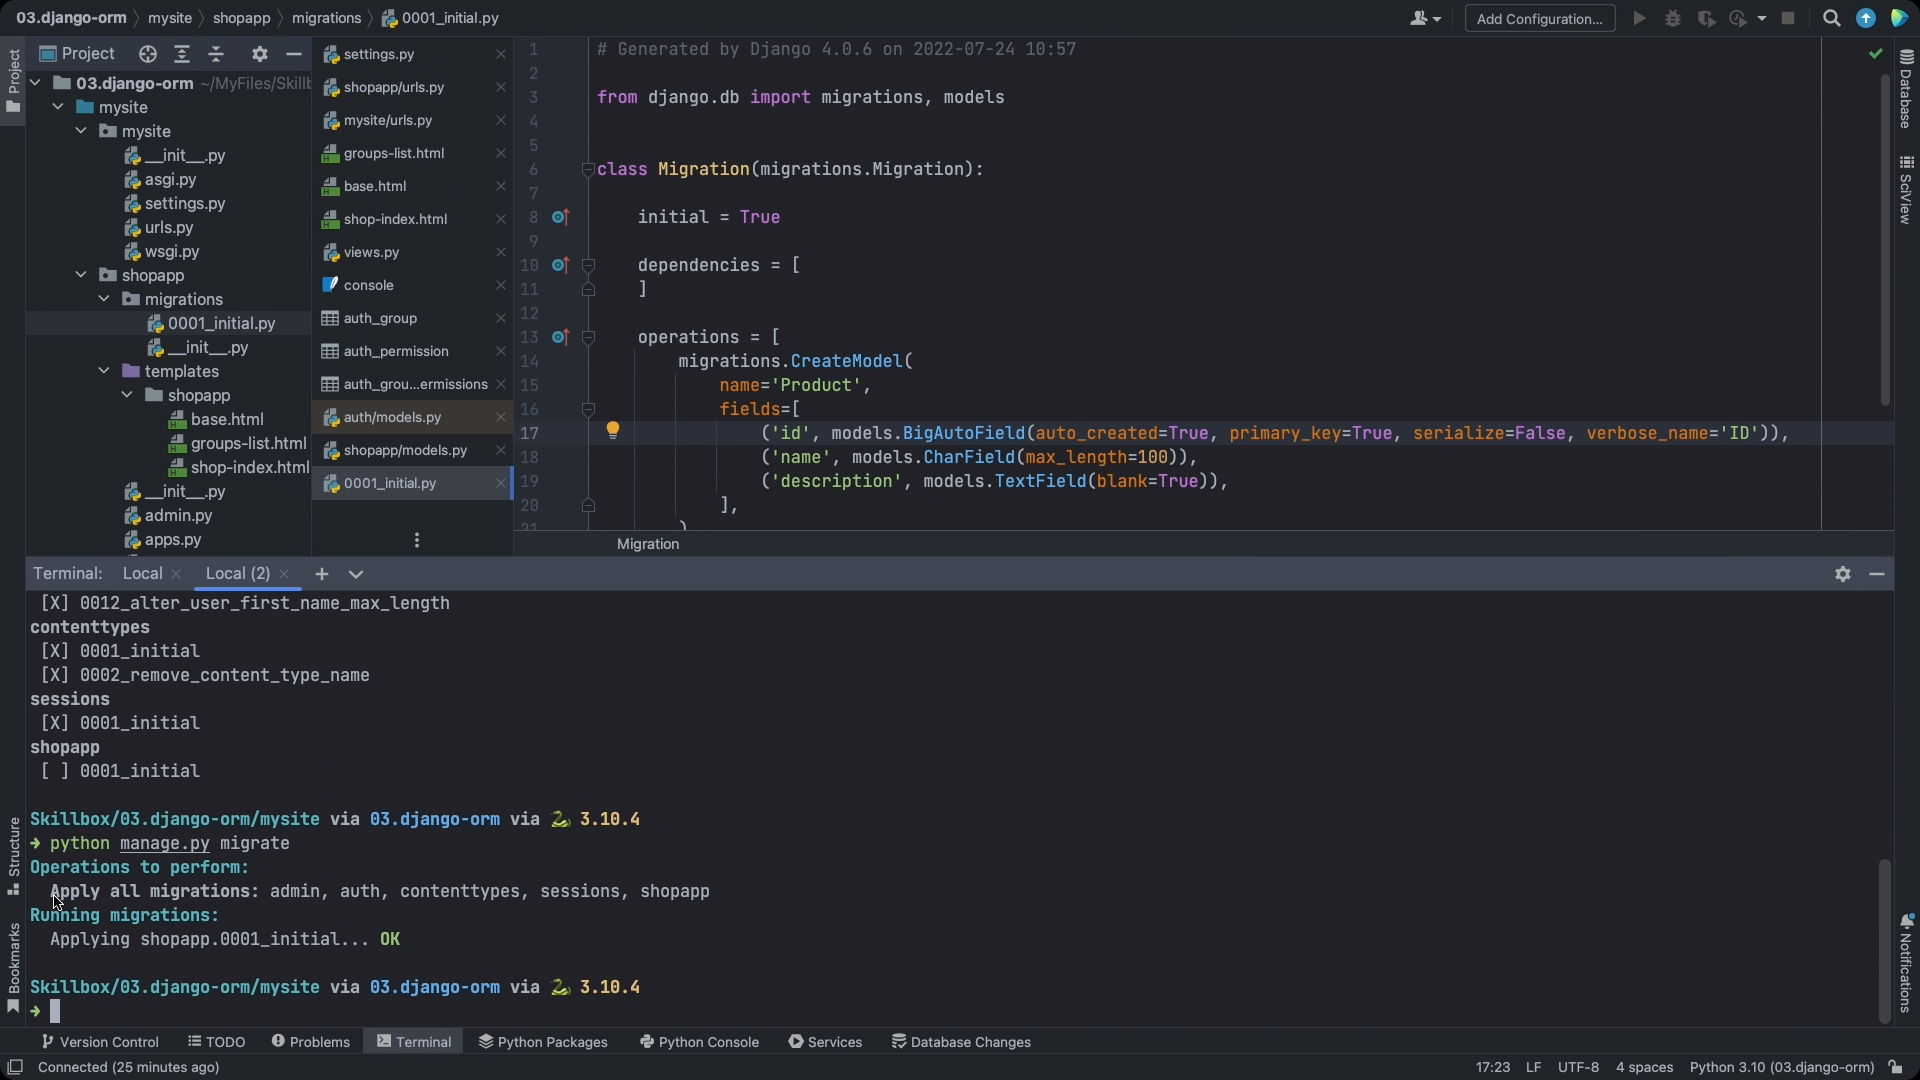 03.django-orm mysite shopapp migrations 0001_initial.py
Add Configuration...
Project
03.django-orm ~/MyFiles/Skillb
mysite
mysite
__init__.py
asgi.py
settings.py
urls.py
wsgi.py
shopapp
migrations
0001_initial.py
__init__.py
templates
shopapp
base.html
groups-list.html
shop-index.html
__init__.py
admin.py
apps.py
settings.py
shopapp/urls.py
mysite/urls.py
groups-list.html
base.html
shop-index.html
views.py
console
auth_group
auth_permission
auth_grou...ermissions
auth/models.py
shopapp/models.py
0001_initial.py
1 # Generated by Django 4.0.6 on 2022-07-24 10:57
2
3 from django.db import migrations, models
4
5
6 class Migration(migrations.Migration):
7
8 initial = True
9
10 dependencies = [
11 ]
12
13 operations = [
14 migrations.CreateModel(
15 name='Product',
16 fields=[
17 ('id', models.BigAutoField(auto_created=True, primary_key=True, serialize=False, verbose_name='ID')),
18 ('name', models.CharField(max_length=100)),
19 ('description', models.TextField(blank=True)),
20 ],
21 )
Migration
Project
Structure
Bookmarks
Database
SciView
Notifications
Terminal: Local Local (2)
[X] 0012_alter_user_first_name_max_length
contenttypes
[X] 0001_initial
[X] 0002_remove_content_type_name
sessions
[X] 0001_initial
shopapp
[ ] 0001_initial
Skillbox/03.django-orm/mysite via 03.django-orm via 🐍 3.10.4
➜ python manage.py migrate
Operations to perform:
Apply all migrations: admin, auth, contenttypes, sessions, shopapp
Running migrations:
Applying shopapp.0001_initial... OK
Skillbox/03.django-orm/mysite via 03.django-orm via 🐍 3.10.4
➜
Version Control TODO Problems Terminal Python Packages Python Console Services Database Changes
Connected (25 minutes ago) 17:23 LF UTF-8 4 spaces Python 3.10 (03.django-orm)